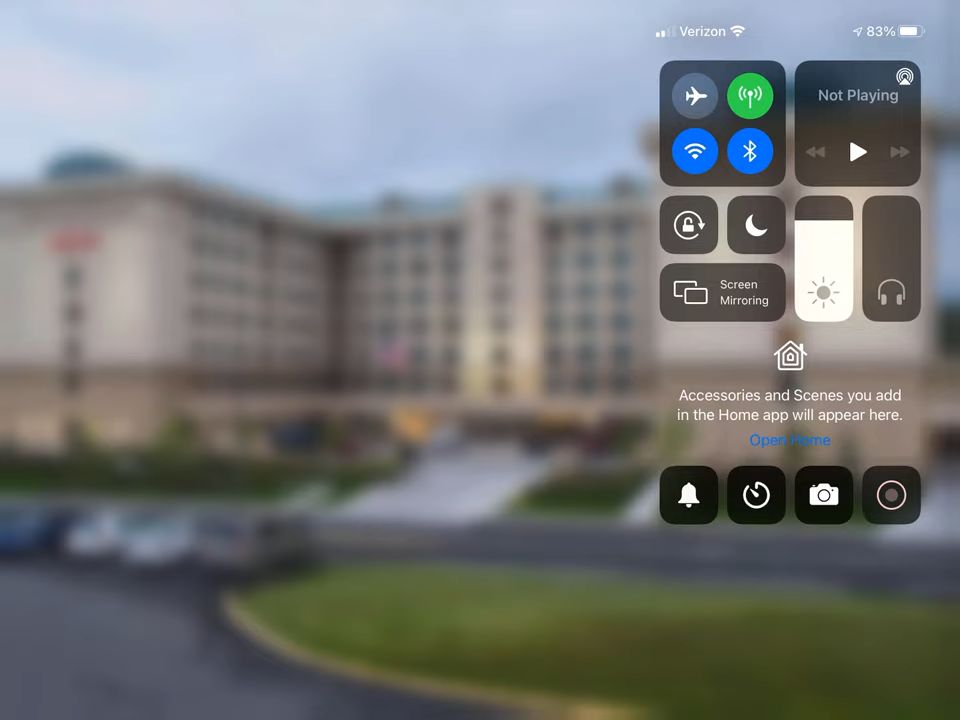 Verizon
83%
Not Playing
Screen
Mirroring
Accessories and Scenes you add
in the Home app will appear here.
Open Home